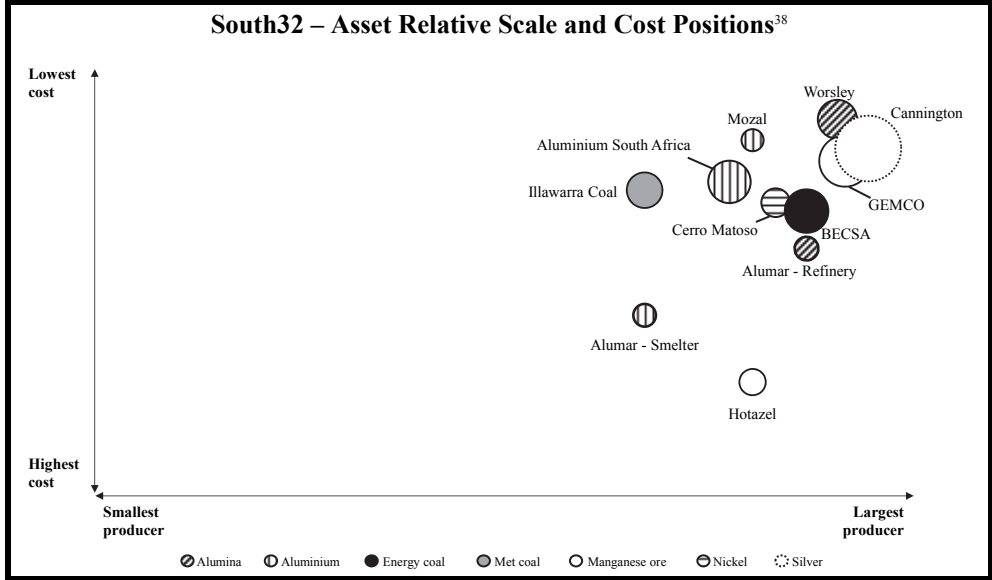 South32 – Asset Relative Scale and Cost Positions38
Lowest
cost
Worsley
Cannington
Mozal
Aluminium South Africa
Illawarra Coal
GEMCO
Cerro Matoso
BECSA
Alumar - Refinery
Alumar - Smelter
Hotazel
Highest
cost
Smallest
producer
Largest
producer
Alumina Aluminium Energy coal Met coal Manganese ore Nickel Silver